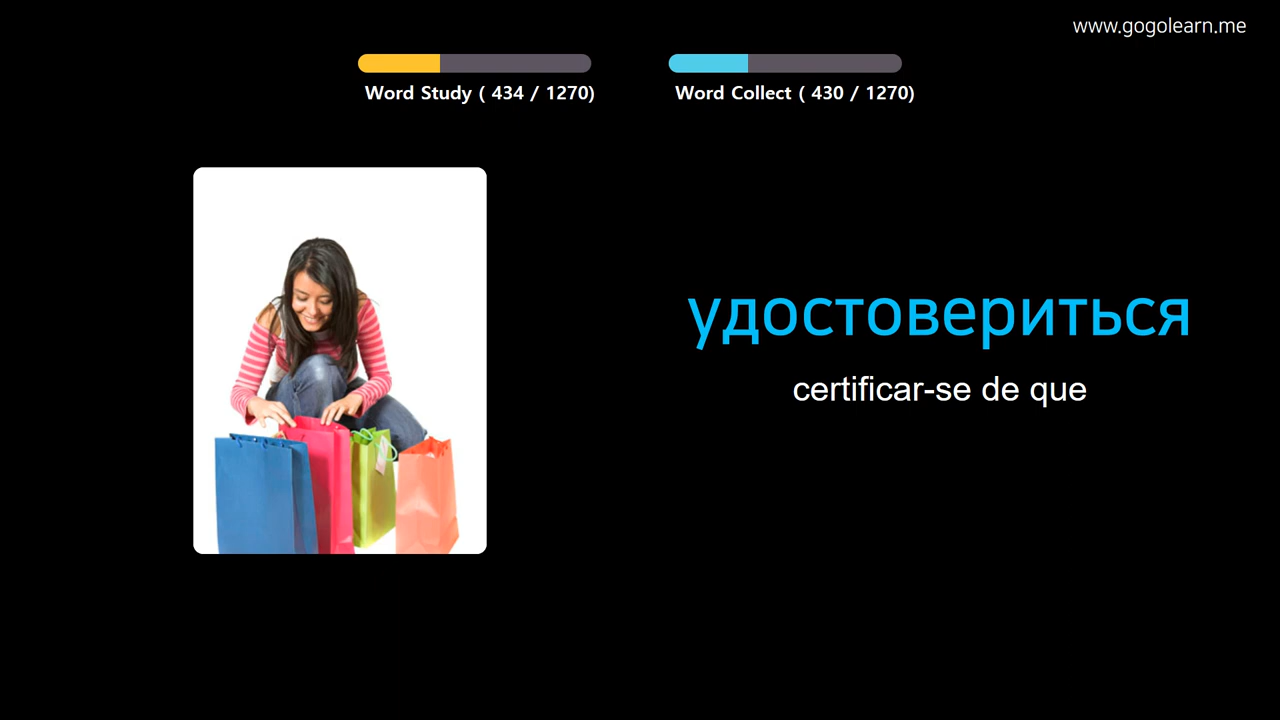 www.gogolearn.me
Word Study ( 434 / 1270)
Word Collect ( 430 / 1270)
удостовериться
certificar-se de que